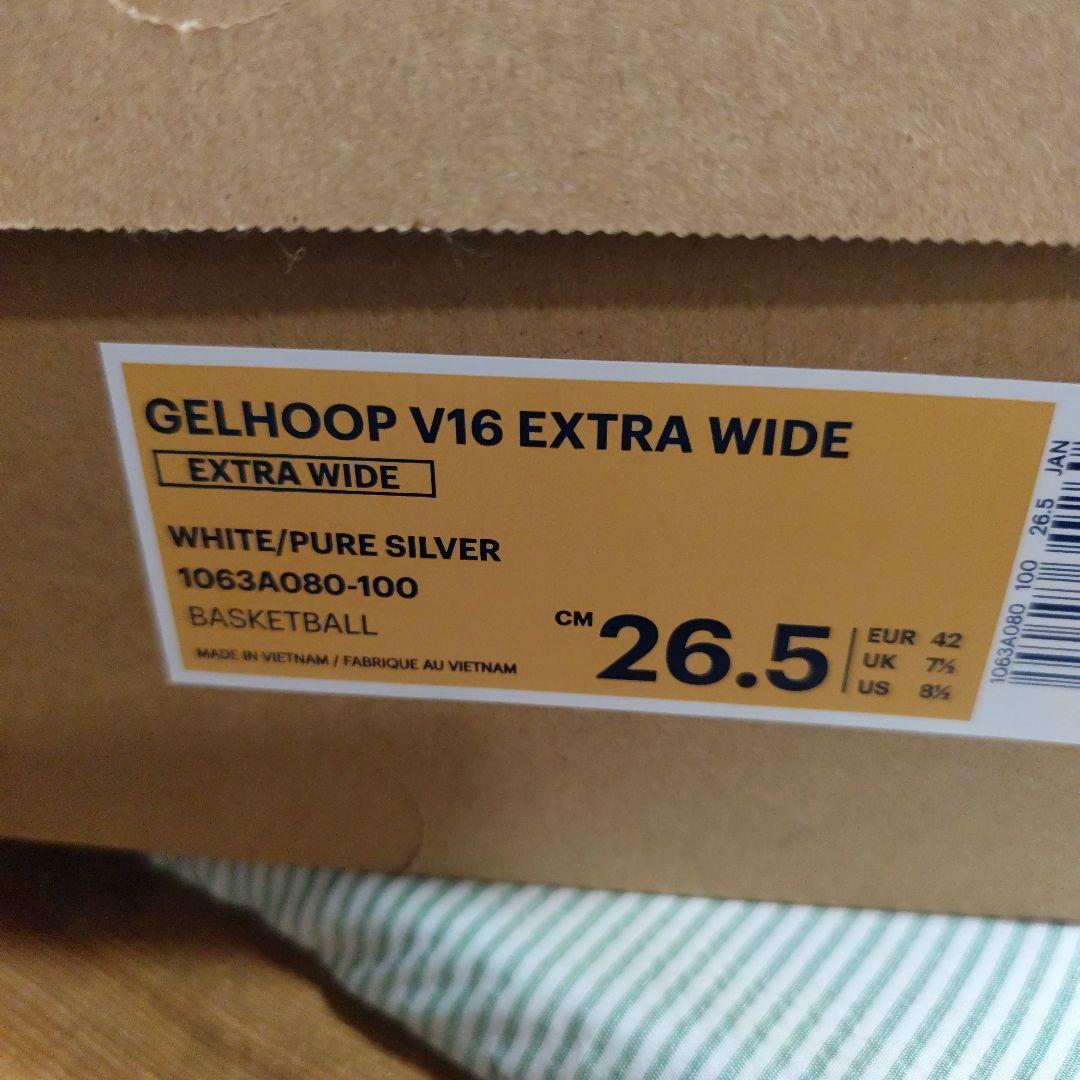 GELHOOP V16 EXTRA WIDE
EXTRA WIDE
WHITE/PURE SILVER
1063A080-100
BASKETBALL
MADE IN VIETNAM / FABRIQUE AU VIETNAM
CM 26.5
EUR 42
UK 7½
US 8½
1063A080 100 26.5 JAN